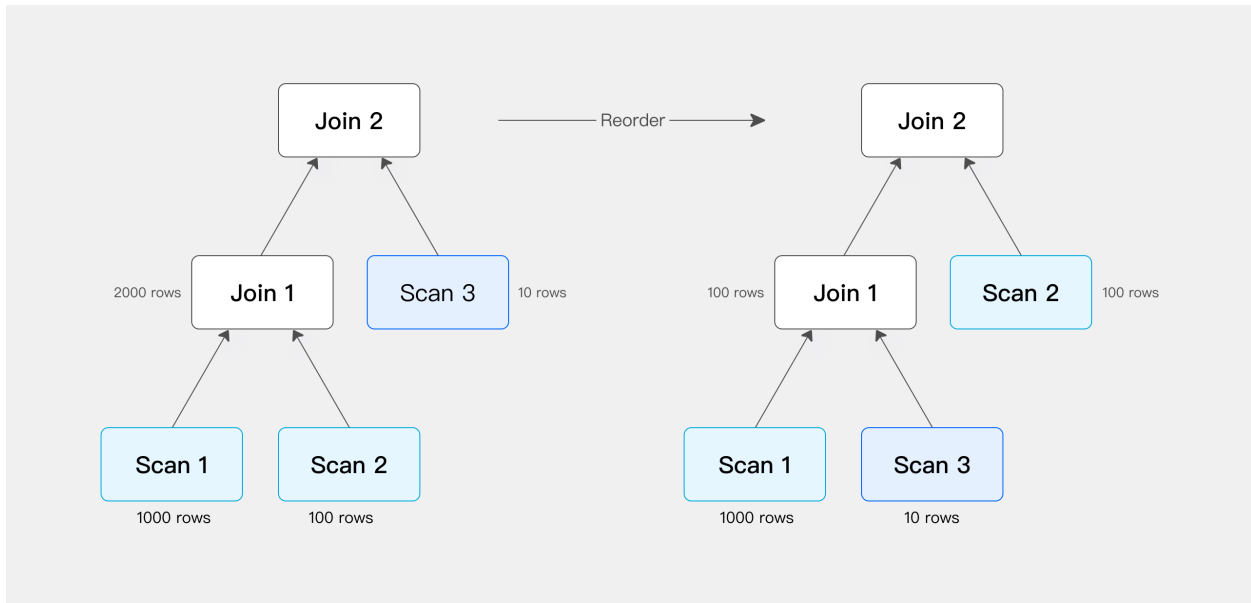 Join 2
Reorder
Join 2
2000 rows
Join 1
Scan 3
10 rows
100 rows
Join 1
Scan 2
100 rows
Scan 1
Scan 2
Scan 1
Scan 3
1000 rows
100 rows
1000 rows
10 rows